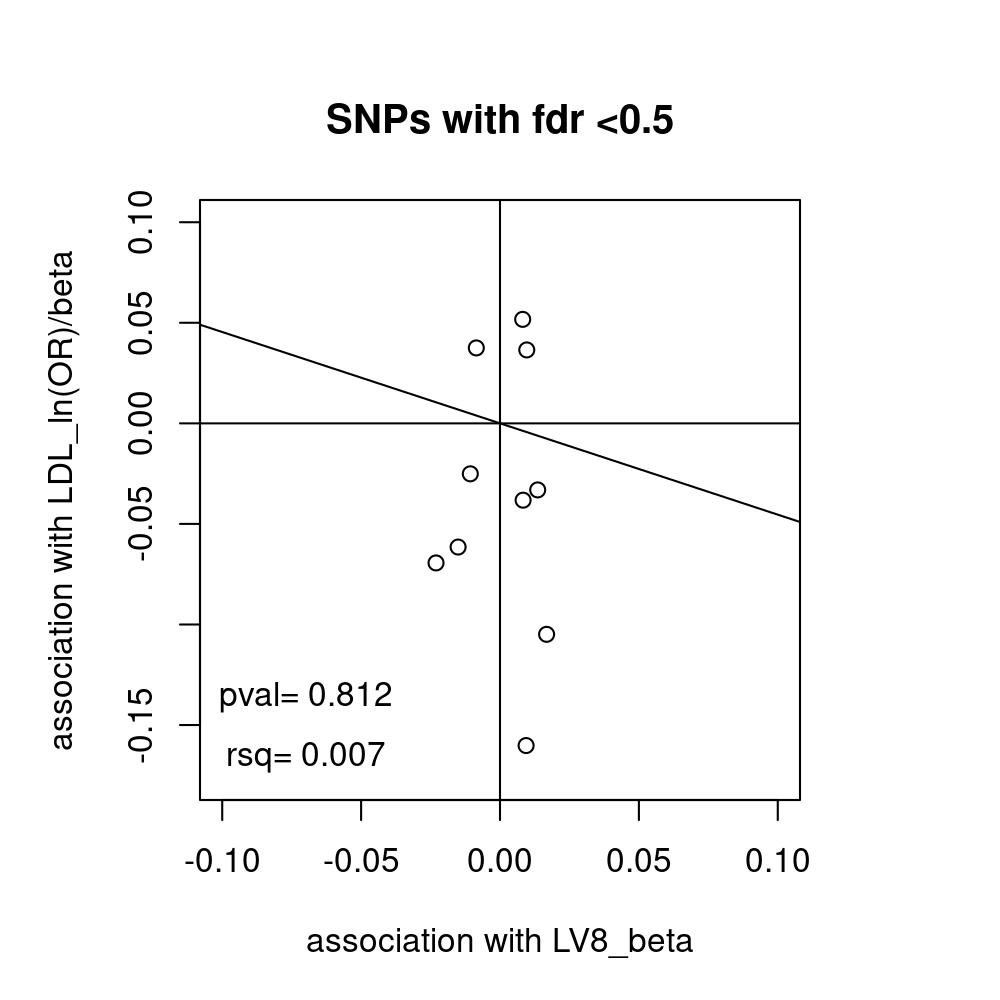 SNPs with fdr <0.5
association with LDL_ln(OR)/beta
0.10
0.05
0.00
-0.05
-0.15
pval= 0.812
rsq= 0.007
-0.10 -0.05 0.00 0.05 0.10
association with LV8_beta